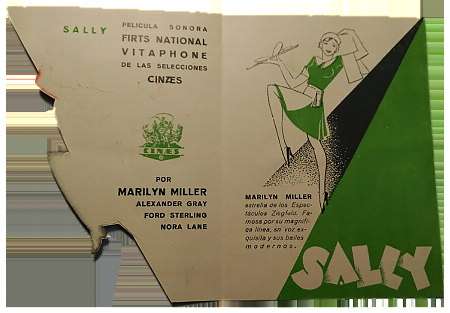 SALLY
PELICULA SONORA
FIRTS NATIONAL
VITAPHONE
DE LAS SELECCIONES
CINÆS
CINÆS
POR
MARILYN MILLER
ALEXANDER GRAY
FORD STERLING
NORA LANE
MARILYN MILLER
estrella de los Espec-
táculos Ziegfeld. Fa-
mosa por su magnífi-
ca línea, su voz ex-
quisita y sus bailes
modernos.
SALLY